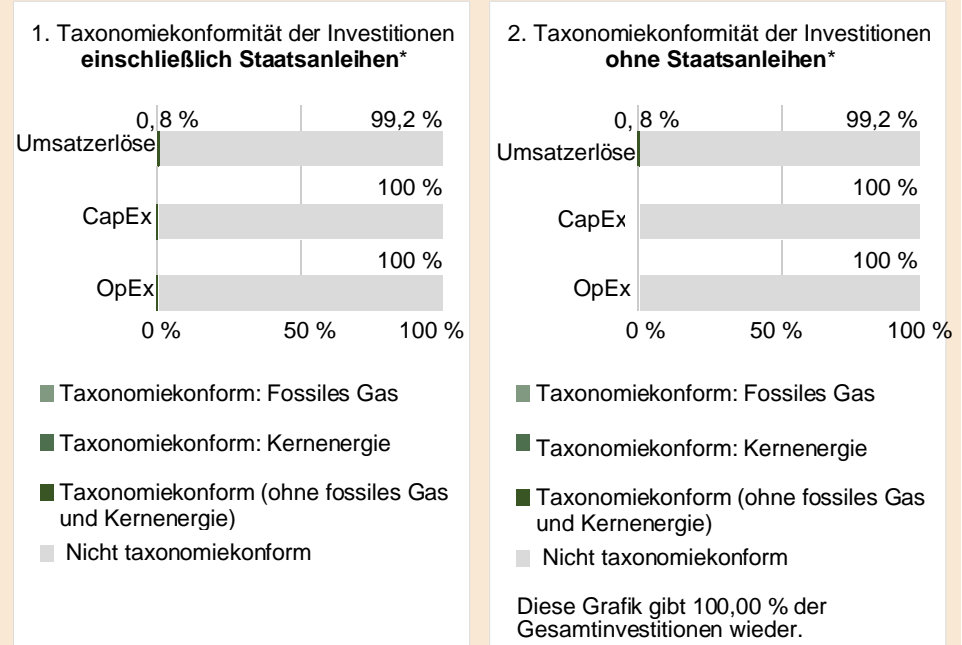 1. Taxonomiekonformität der Investitionen
einschließlich Staatsanleihen*
0,8 % 99,2 %
Umsatzerlöse
100 %
CapEx
100 %
OpEx
0 % 50 % 100 %
Taxonomiekonform: Fossiles Gas
Taxonomiekonform: Kernenergie
Taxonomiekonform (ohne fossiles Gas
und Kernenergie)
Nicht taxonomiekonform
2. Taxonomiekonformität der Investitionen
ohne Staatsanleihen*
0,8 % 99,2 %
Umsatzerlöse
100 %
CapEx
100 %
OpEx
0 % 50 % 100 %
Taxonomiekonform: Fossiles Gas
Taxonomiekonform: Kernenergie
Taxonomiekonform (ohne fossiles Gas
und Kernenergie)
Nicht taxonomiekonform
Diese Grafik gibt 100,00 % der
Gesamtinvestitionen wieder.